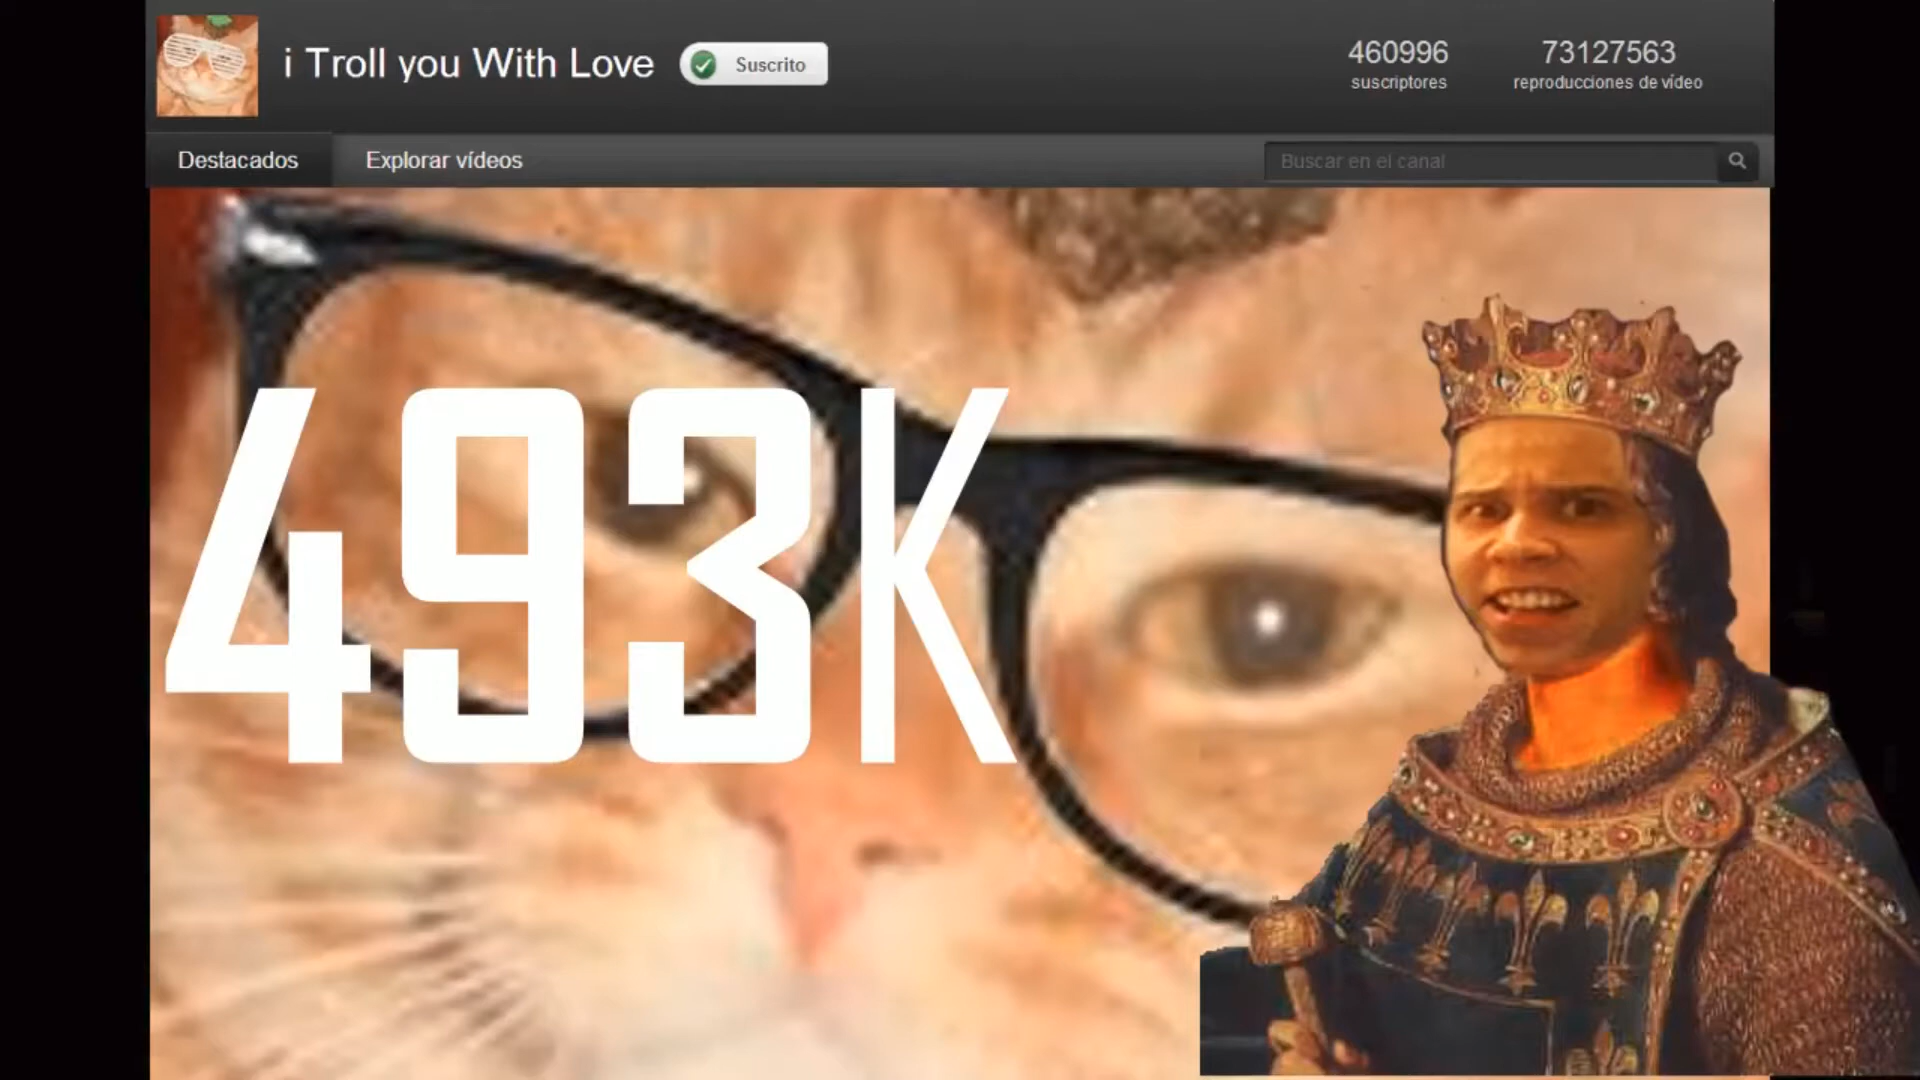 i Troll you With Love
Suscrito
460996
suscriptores
73127563
reproducciones de vídeo
Destacados
Explorar vídeos
Buscar en el canal
493K